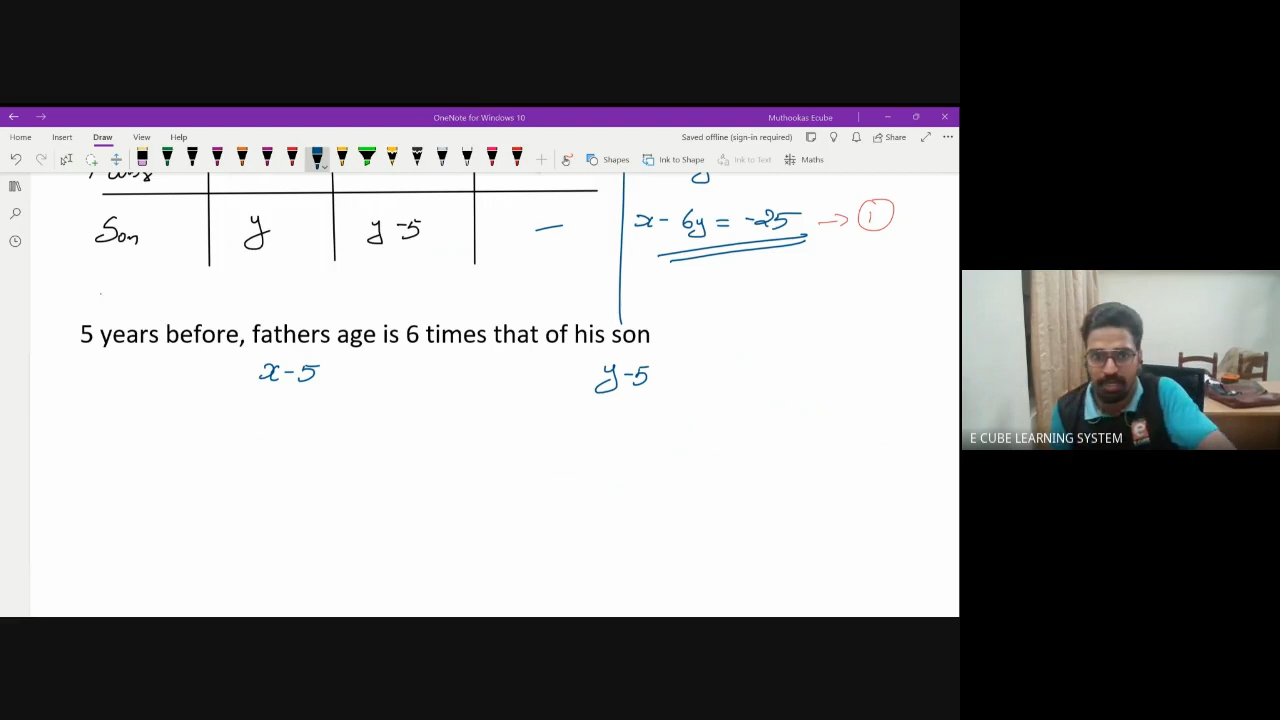 OneNote for Windows 10
Muthookas Ecube
Home Insert Draw View Help
Saved offline (sign-in required) Share
Shapes Ink to Shape Ink to Text Maths
x - 6y = -25 → ①
Son y y - 5 —
5 years before, fathers age is 6 times that of his son
x - 5 y - 5
E CUBE LEARNING SYSTEM